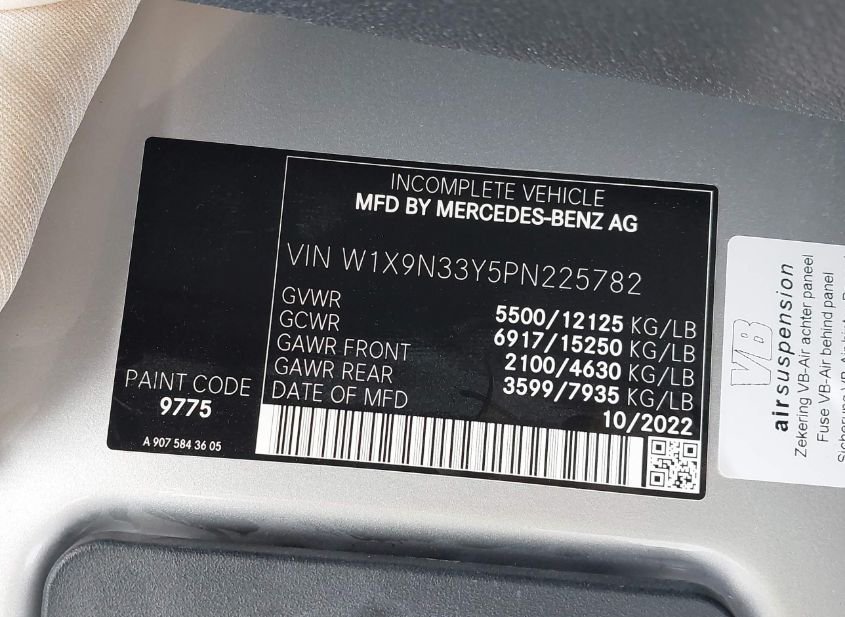 INCOMPLETE VEHICLE
MFD BY MERCEDES-BENZ AG
VIN W1X9N33Y5PN225782
GVWR 5500/12125 KG/LB
GCWR 6917/15250 KG/LB
GAWR FRONT 2100/4630 KG/LB
GAWR REAR 3599/7935 KG/LB
DATE OF MFD 10/2022
PAINT CODE
9775
A 907 584 36 05
VB
airsuspension
Zekering VB-Air achter paneel
Fuse VB-Air behind panel